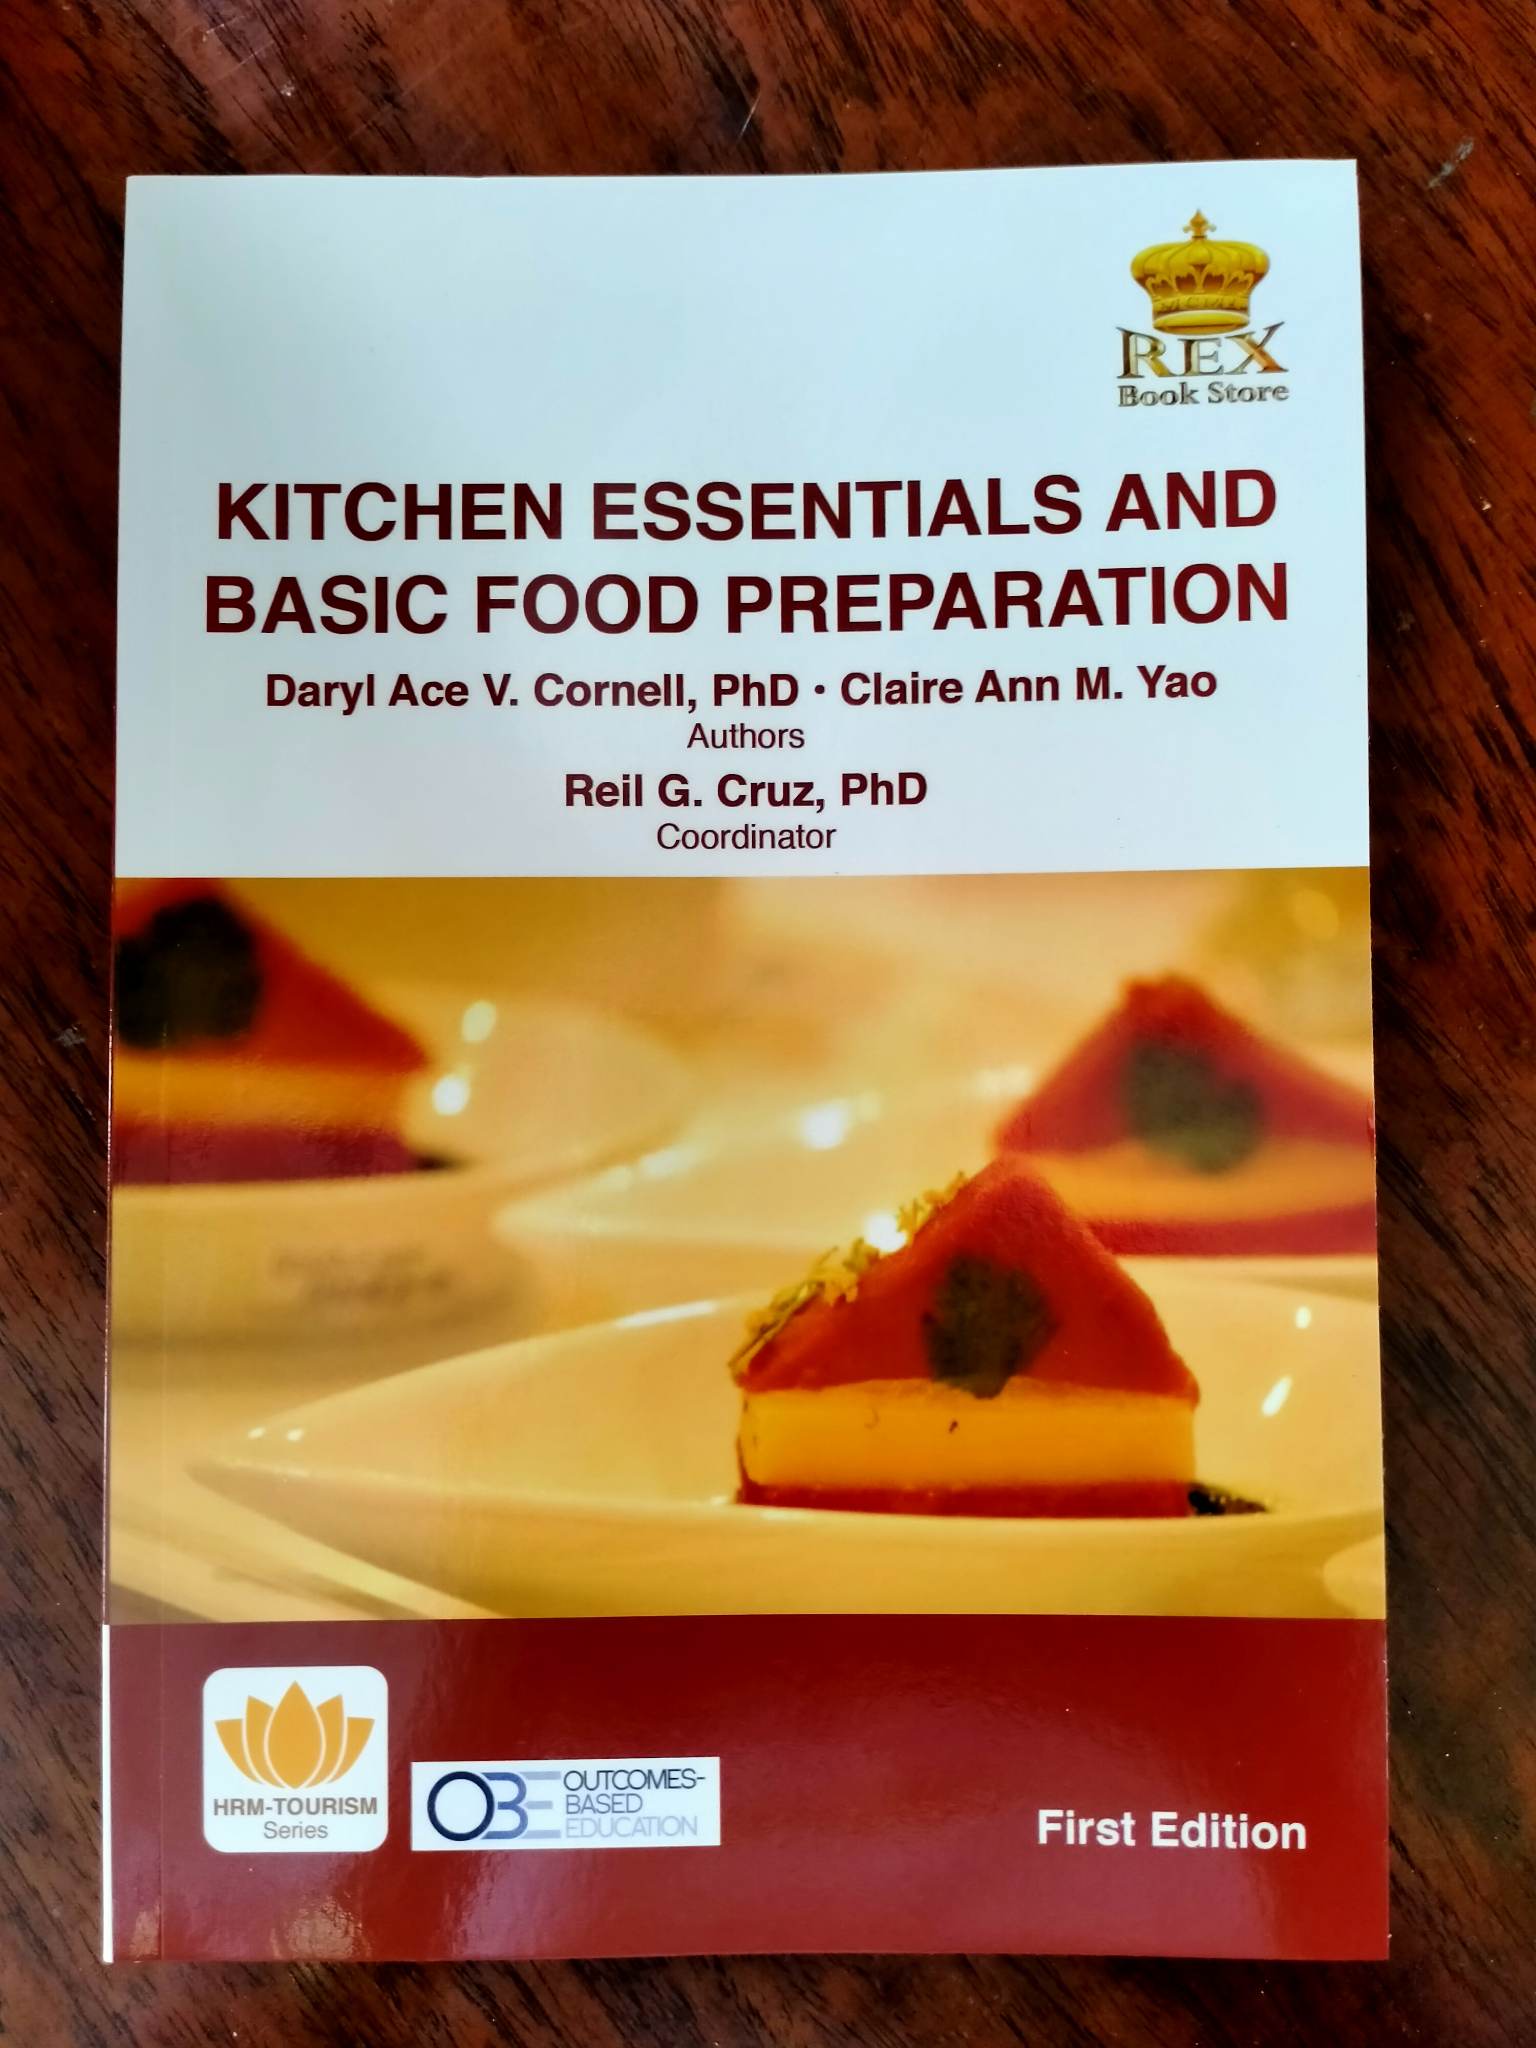 REX
Book Store
KITCHEN ESSENTIALS AND
BASIC FOOD PREPARATION
Daryl Ace V. Cornell, PhD • Claire Ann M. Yao
Authors
Reil G. Cruz, PhD
Coordinator
HRM-TOURISM
Series
OBE
OUTCOMES-
BASED
EDUCATION
First Edition